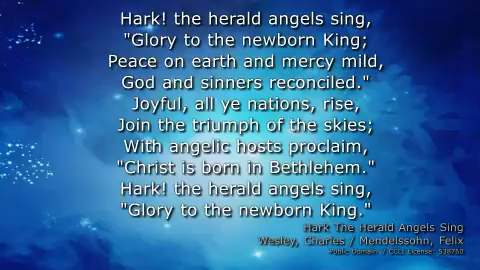 Hark! the herald angels sing,
"Glory to the newborn King;
Peace on earth and mercy mild,
God and sinners reconciled."
Joyful, all ye nations, rise,
Join the triumph of the skies;
With angelic hosts proclaim,
"Christ is born in Bethlehem."
Hark! the herald angels sing,
"Glory to the newborn King."
Hark The Herald Angels Sing
Wesley, Charles / Mendelssohn, Felix
Public Domain / CCLI License: 538760